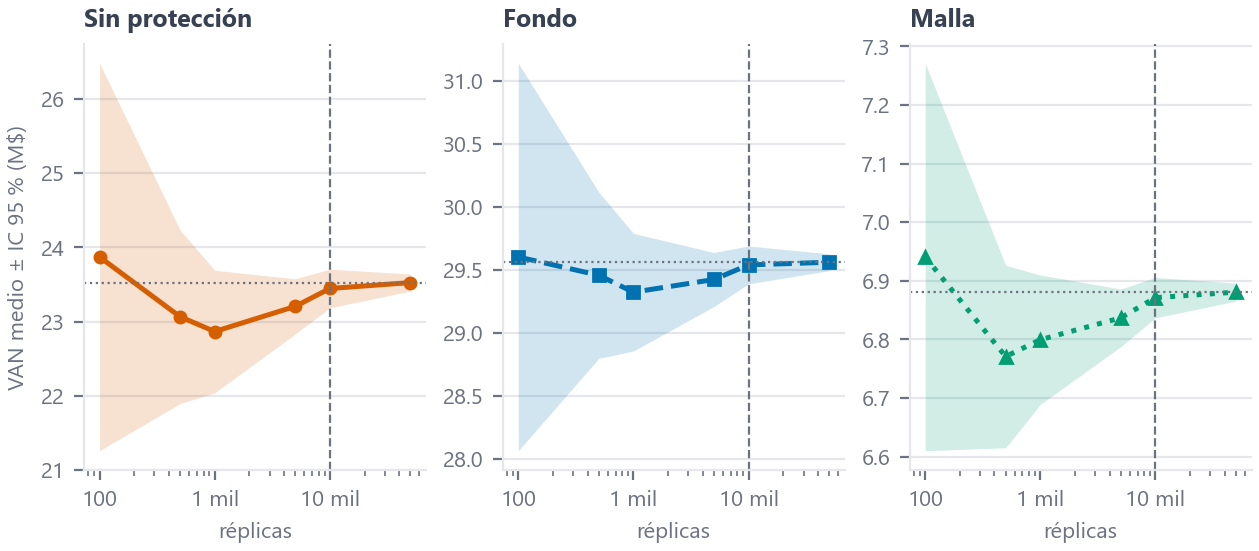 Sin protección
Fondo
Malla
VAN medio ± IC 95 % (M$)
26
25
24
23
22
21
100
1 mil
10 mil
réplicas
31.0
30.5
30.0
29.5
29.0
28.5
28.0
100
1 mil
10 mil
réplicas
7.3
7.2
7.1
7.0
6.9
6.8
6.7
6.6
100
1 mil
10 mil
réplicas